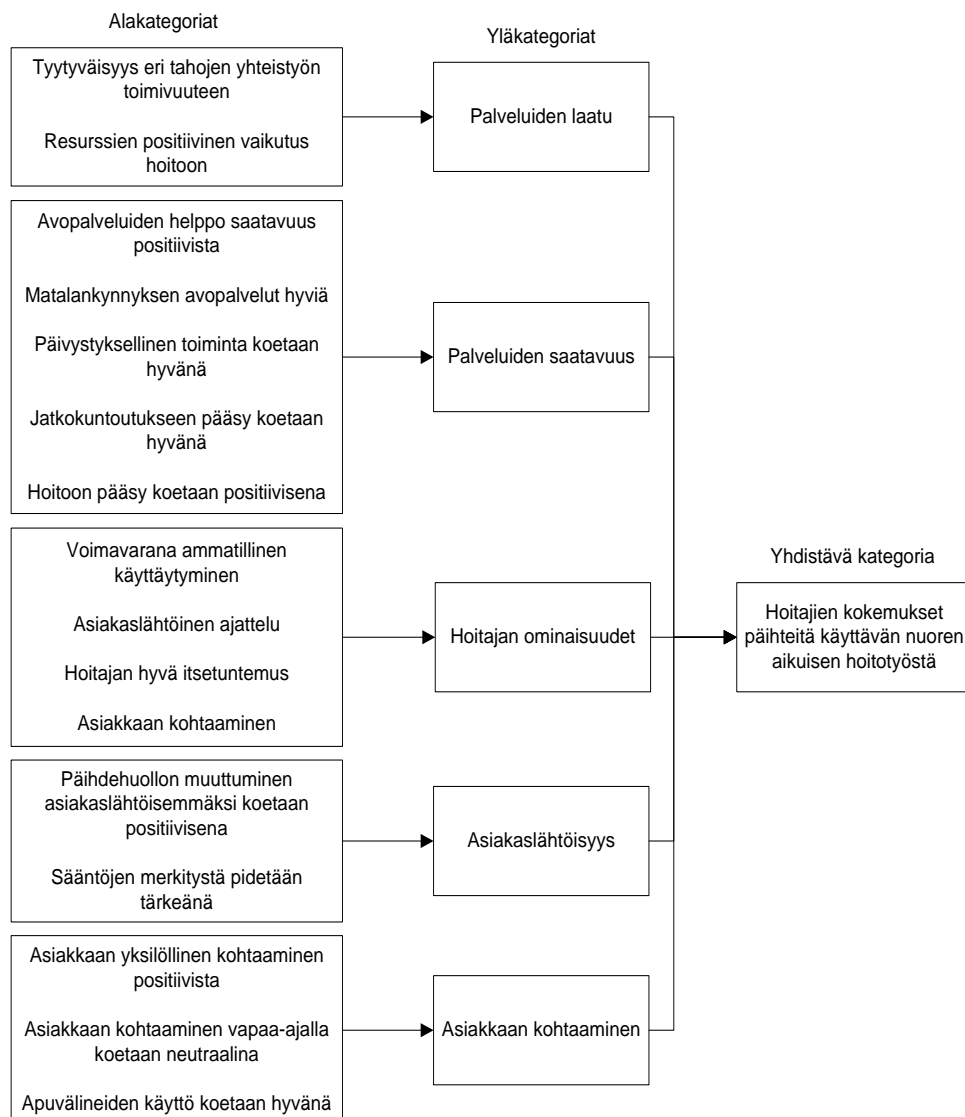 Alakategoriat
Tyytyväisyys eri tahojen yhteistyön
toimivuuteen
Resurssien positiivinen vaikutus
hoitoon
Avopalveluiden helppo saatavuus
positiivista
Matalankynnyksen avopalvelut hyviä
Päivystyksellinen toiminta koetaan
hyvänä
Jatkokuntoutukseen pääsy koetaan
hyvänä
Hoitoon pääsy koetaan positiivisena
Voimavarana ammatillinen
käyttäytyminen
Asiakaslähtöinen ajattelu
Hoitajan hyvä itsetuntemus
Asiakkaan kohtaaminen
Päihdehuollon muuttuminen
asiakaslähtöisemmäksi koetaan
positiivisena
Sääntöjen merkitystä pidetään
tärkeänä
Asiakkaan yksilöllinen kohtaaminen
positiivista
Asiakkaan kohtaaminen vapaa-ajalla
koetaan neutraalina
Apuvälineiden käyttö koetaan hyvänä
Yläkategoriat
Palveluiden laatu
Palveluiden saatavuus
Hoitajan ominaisuudet
Asiakaslähtöisyys
Asiakkaan kohtaaminen
Yhdistävä kategoria
Hoitajien kokemukset
päihteitä käyttävän nuoren
aikuisen hoitotyöstä